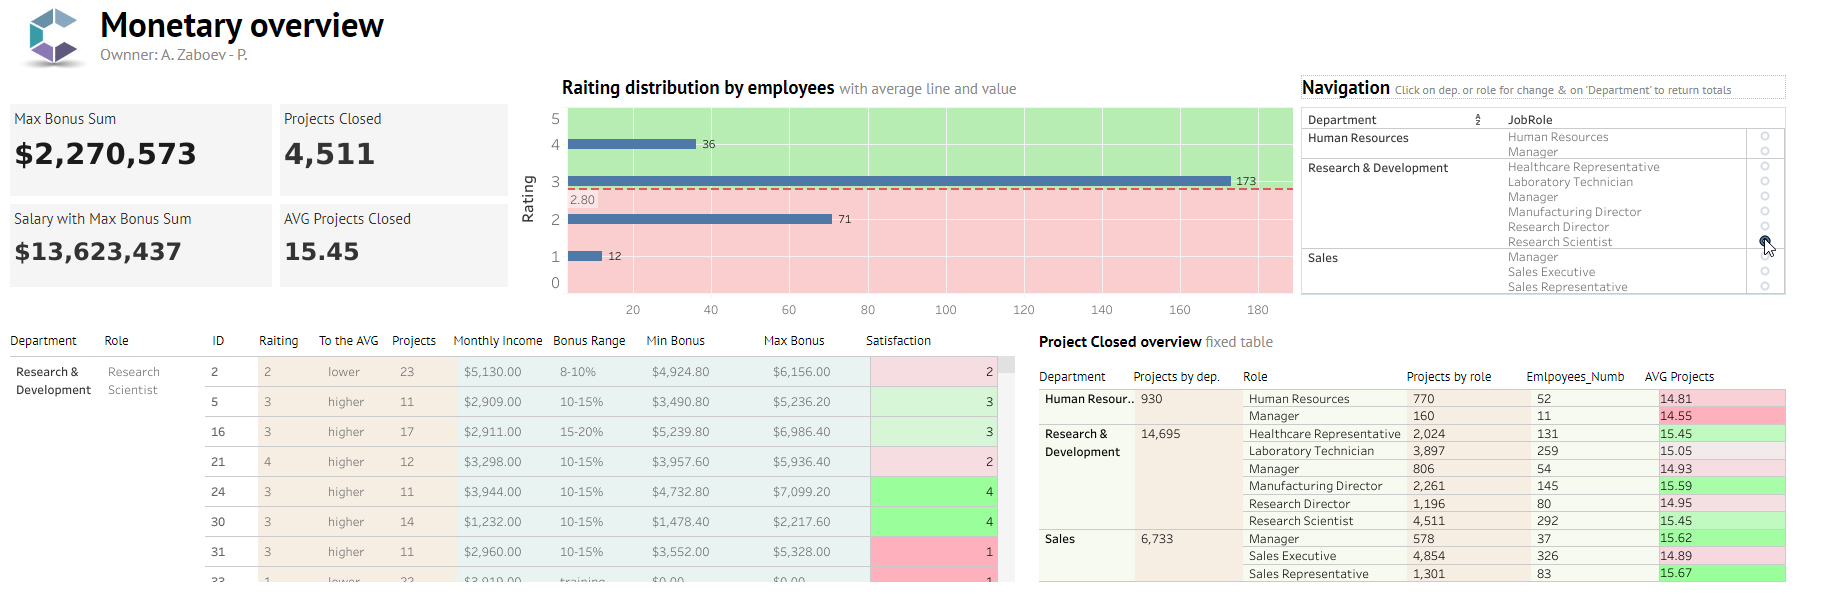 Monetary overview
Ownner: A. Zaboev - P.
Max Bonus Sum
$2,270,573
Projects Closed
4,511
Salary with Max Bonus Sum
$13,623,437
AVG Projects Closed
15.45
Raiting distribution by employees with average line and value
Rating
5
4
3
2
1
0
36
173
2.80
71
12
20 40 60 80 100 120 140 160 180
Navigation Click on dep. or role for change & on 'Department' to return totals
Department JobRole
Human Resources Human Resources
Manager
Research & Development Healthcare Representative
Laboratory Technician
Manager
Manufacturing Director
Research Director
Research Scientist
Sales Manager
Sales Executive
Sales Representative
Department Role ID Raiting To the AVG Projects Monthly Income Bonus Range Min Bonus Max Bonus Satisfaction
Research & Research 2 2 lower 23 $5,130.00 8-10% $4,924.80 $6,156.00 2
Development Scientist
5 3 higher 11 $2,909.00 10-15% $3,490.80 $5,236.20 3
16 3 higher 17 $2,911.00 15-20% $5,239.80 $6,986.40 3
21 4 higher 12 $3,298.00 10-15% $3,957.60 $5,936.40 2
24 3 higher 11 $3,944.00 10-15% $4,732.80 $7,099.20 4
30 3 higher 14 $1,232.00 10-15% $1,478.40 $2,217.60 4
31 3 higher 11 $2,960.00 10-15% $3,552.00 $5,328.00 1
lower training $0.00 $0.00 1
Project Closed overview fixed table
Department Projects by dep. Role Projects by role Emlpoyees_Numb AVG Projects
Human Resour.. 930 Human Resources 770 52 14.81
Manager 160 11 14.55
Research & 14,695 Healthcare Representative 2,024 131 15.45
Development Laboratory Technician 3,897 259 15.05
Manager 806 54 14.93
Manufacturing Director 2,261 145 15.59
Research Director 1,196 80 14.95
Research Scientist 4,511 292 15.45
Sales 6,733 Manager 578 37 15.62
Sales Executive 4,854 326 14.89
Sales Representative 1,301 83 15.67